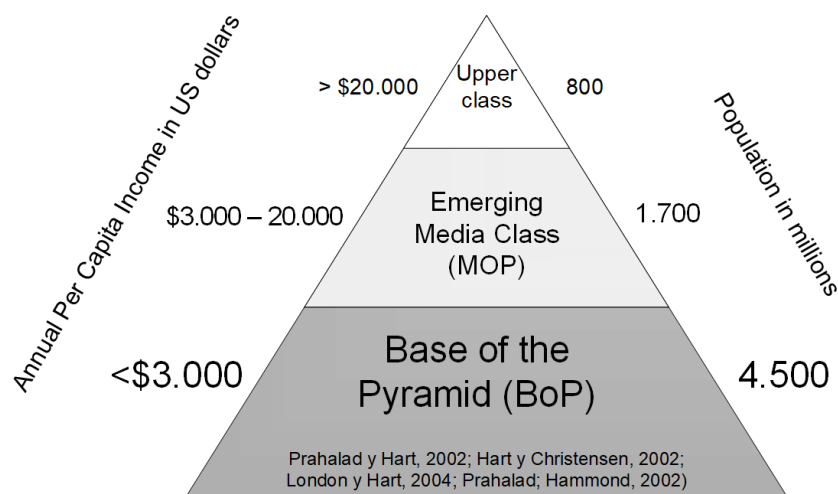 Annual Per Capita Income in US dollars
> $20.000
Upper
class
800
Population in millions
$3.000 – 20.000
Emerging
Media Class
(MOP)
1.700
<$3.000
Base of the
Pyramid (BoP)
4.500
Prahalad y Hart, 2002; Hart y Christensen, 2002;
London y Hart, 2004; Prahalad; Hammond, 2002)